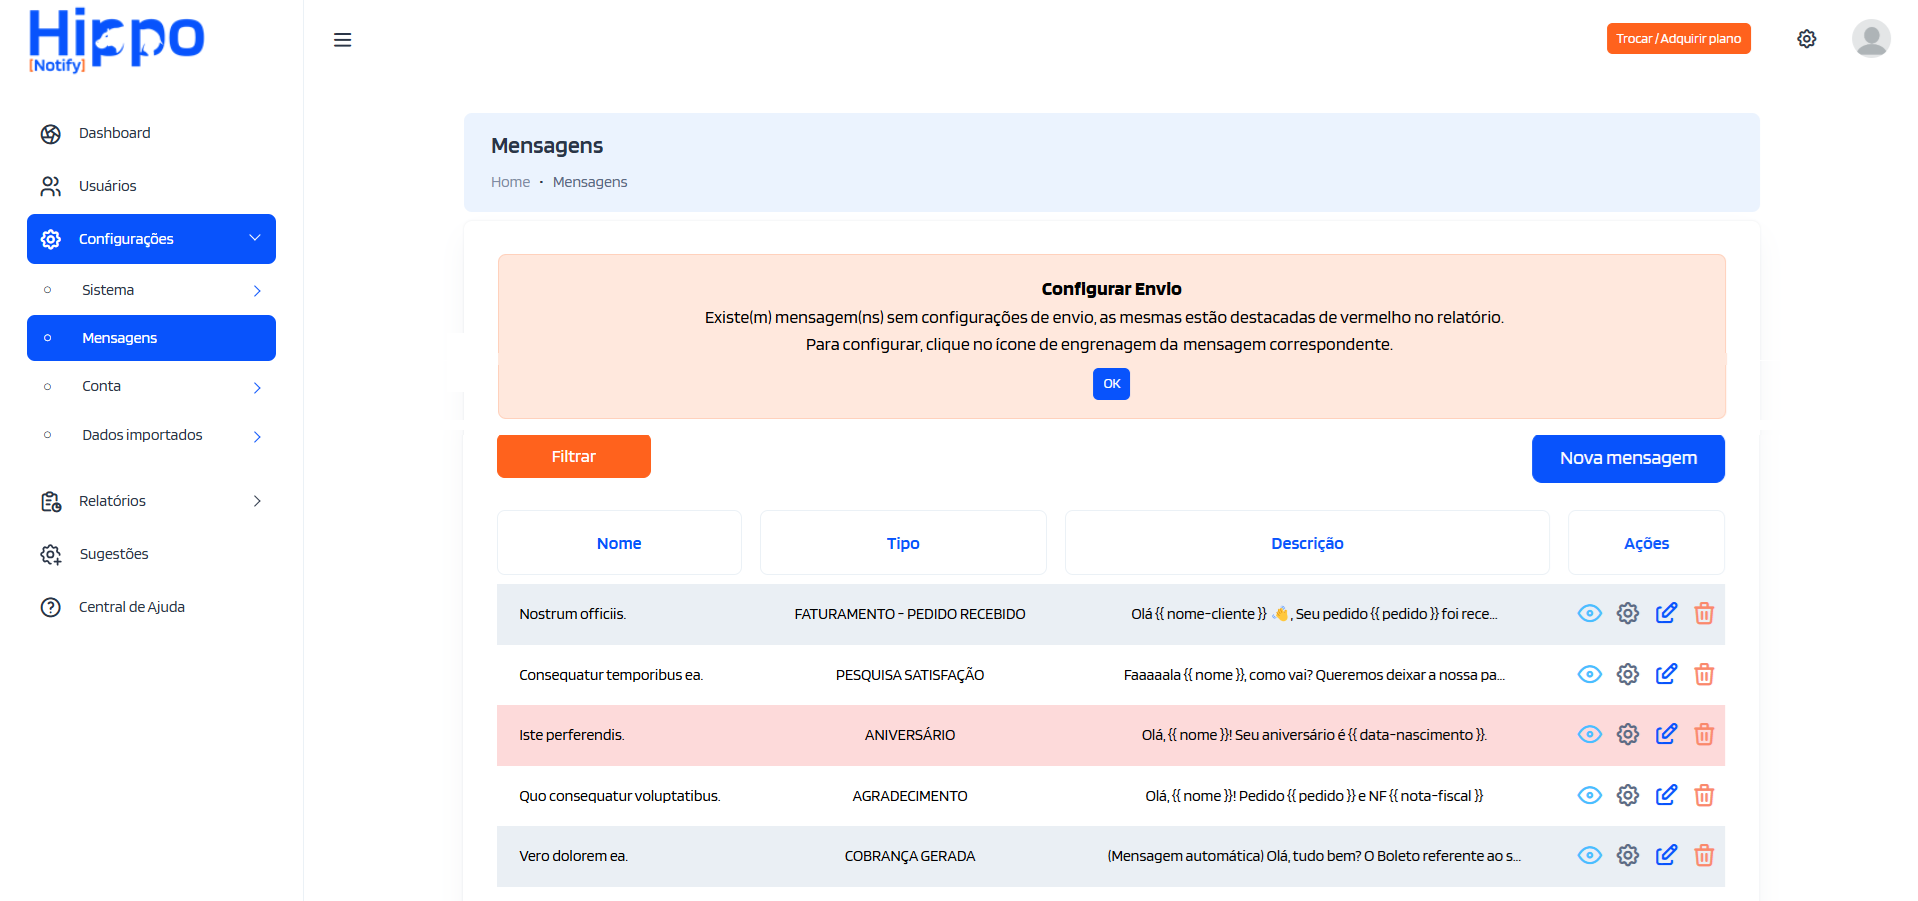 Hippo
[Notify]
Trocar / Adquirir plano
Dashboard
Usuários
Configurações
Sistema
Mensagens
Conta
Dados importados
Relatórios
Sugestões
Central de Ajuda
Mensagens
Home • Mensagens
Configurar Envio
Existe(m) mensagem(ns) sem configurações de envio, as mesmas estão destacadas de vermelho no relatório.
Para configurar, clique no ícone de engrenagem da mensagem correspondente.
OK
Filtrar
Nova mensagem
Nome Tipo Descrição Ações
Nostrum officiis. FATURAMENTO - PEDIDO RECEBIDO Olá {{ nome-cliente }} 👋, Seu pedido {{ pedido }} foi rece...
Consequatur temporibus ea. PESQUISA SATISFAÇÃO Faaaaala {{ nome }}, como vai? Queremos deixar a nossa pa...
Iste perferendis. ANIVERSÁRIO Olá, {{ nome }}! Seu aniversário é {{ data-nascimento }}.
Quo consequatur voluptatibus. AGRADECIMENTO Olá, {{ nome }}! Pedido {{ pedido }} e NF {{ nota-fiscal }}
Vero dolorem ea. COBRANÇA GERADA (Mensagem automática) Olá, tudo bem? O Boleto referente ao s...